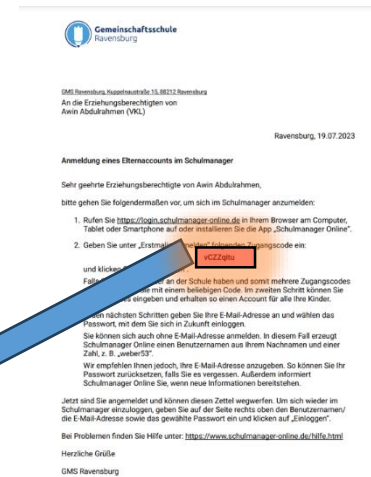 Gemeinschaftsschule
Ravensburg
GMS Ravensburg, Kuppelnaustraße 15, 88212 Ravensburg
An die Erziehungsberechtigten von
Awin Abdulrahmen (VKL)
Ravensburg, 19.07.2023
Anmeldung eines Elternaccounts im Schulmanager
Sehr geehrte Erziehungsberechtigte von Awin Abdulrahmen,
bitte gehen Sie folgendermaßen vor, um sich im Schulmanager anzumelden:
1. Rufen Sie https://login.schulmanager-online.de in Ihrem Browser am Computer,
Tablet oder Smartphone auf oder installieren Sie die App „Schulmanager Online“.
2. Geben Sie unter „Erstmalig anmelden“ folgenden Zugangscode ein:
vCZZqitu
und klicken
Falls an der Schule haben und somit mehrere Zugangscodes
Sie mit einem beliebigen Code. Im zweiten Schritt können Sie
eingeben und erhalten so einen Account für alle Ihre Kinder.
den nächsten Schritten geben Sie Ihre E-Mail-Adresse an und wählen das
Passwort, mit dem Sie sich in Zukunft einloggen.
Sie können sich auch ohne E-Mail-Adresse anmelden. In diesem Fall erzeugt
Schulmanager Online einen Benutzernamen aus Ihrem Nachnamen und einer
Zahl, z. B. „weber53“.
Wir empfehlen Ihnen jedoch, Ihre E-Mail-Adresse anzugeben. So können Sie Ihr
Passwort zurücksetzen, falls Sie es vergessen. Außerdem informiert
Schulmanager Online Sie, wenn neue Informationen bereitstehen.
Jetzt sind Sie angemeldet und können diesen Zettel wegwerfen. Um sich wieder im
Schulmanager einzuloggen, geben Sie auf der Seite rechts oben den Benutzernamen/
die E-Mail-Adresse sowie das gewählte Passwort ein und klicken auf „Einloggen“.
Bei Problemen finden Sie Hilfe unter: https://www.schulmanager-online.de/hilfe.html
Herzliche Grüße
GMS Ravensburg